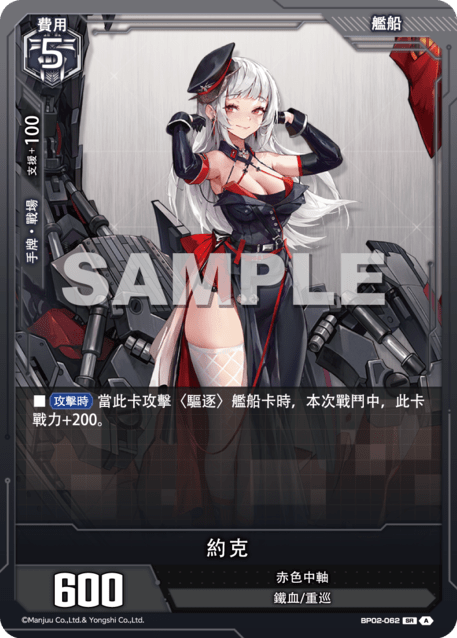 費用
艦船
5
支援+100
手牌・戰場
SAMPLE
■ 攻擊時 當此卡攻擊〈驅逐〉艦船卡時，本次戰鬥中，此卡
戰力+200。
約克
600
赤色中軸
鐵血/重巡
©Manjuu Co.,Ltd.& Yongshi Co.,Ltd.
BP02-062 SR A